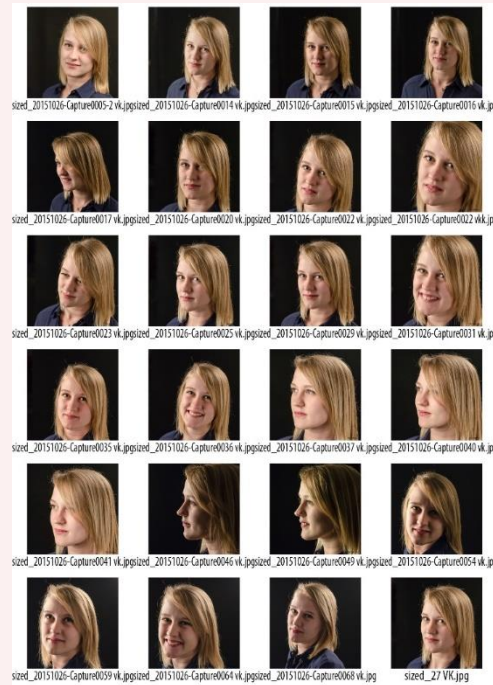 sized_20151026-Capture0005-2 vk.jpgsized_20151026-Capture0014 vk.jpgsized_20151026-Capture0015 vk.jpgsized_20151026-Capture0016 vk.jpg
sized_20151026-Capture0017 vk.jpgsized_20151026-Capture0020 vk.jpgsized_20151026-Capture0022 vk.jpgsized_20151026-Capture0022 vkk.jpg
sized_20151026-Capture0023 vk.jpgsized_20151026-Capture0025 vk.jpgsized_20151026-Capture0029 vk.jpgsized_20151026-Capture0031 vk.jpg
sized_20151026-Capture0035 vk.jpgsized_20151026-Capture0036 vk.jpgsized_20151026-Capture0037 vk.jpgsized_20151026-Capture0040 vk.jpg
sized_20151026-Capture0041 vk.jpgsized_20151026-Capture0046 vk.jpgsized_20151026-Capture0049 vk.jpgsized_20151026-Capture0054 vk.jpg
sized_20151026-Capture0059 vk.jpgsized_20151026-Capture0064 vk.jpgsized_20151026-Capture0068 vk.jpg sized_27 VK.jpg